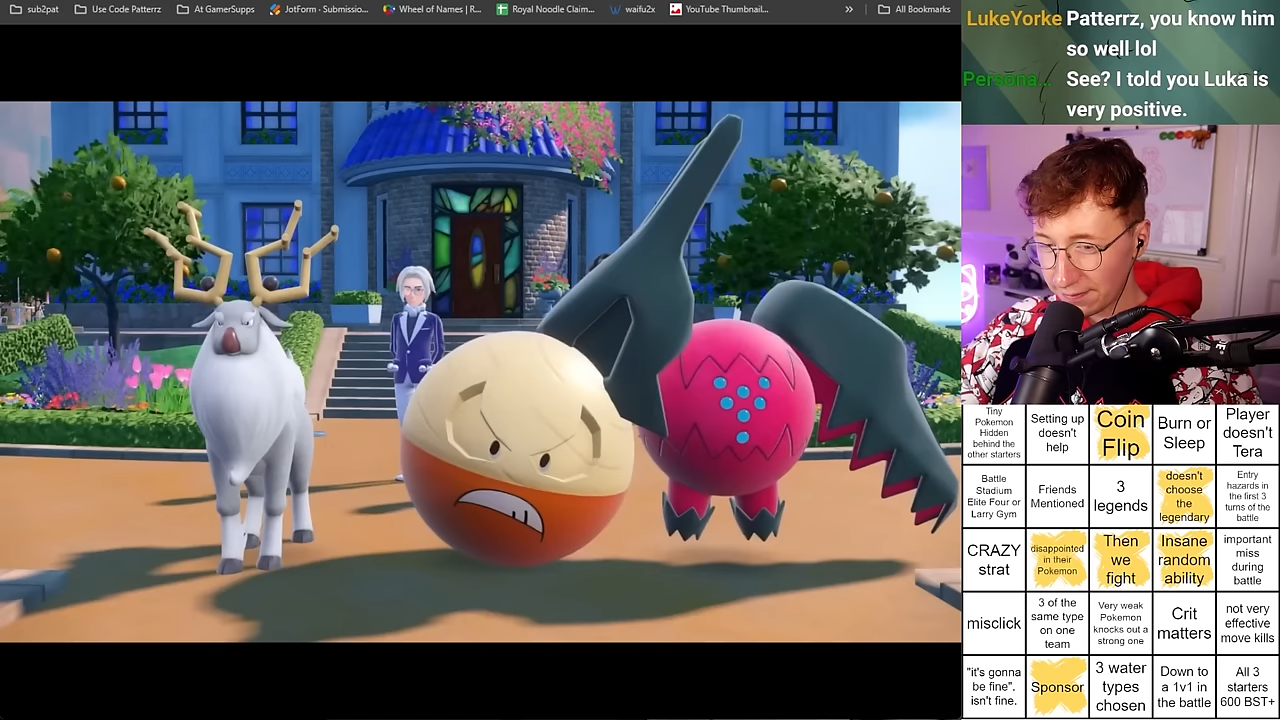 sub2pat
Use Code Patterrz
At GamerSupps
JotForm · Submissio...
Wheel of Names | R...
Royal Noodle Claim...
waifu2x
YouTube Thumbnail...
»
All Bookmarks
LukeYorke Patterrz, you know him
so well lol
Persona... See? I told you Luka is
very positive.
Tiny
Pokemon
Hidden
behind the
other starters
Setting up
doesn't
help
Coin
Flip
Burn or
Sleep
Player
doesn't
Tera
Battle
Stadium
Elite Four or
Larry Gym
Friends
Mentioned
3
legends
doesn't
choose
the
legendary
Entry
hazards in
the first 3
turns of the
battle
CRAZY
strat
disappointed
in their
Pokemon
Then
we
fight
Insane
random
ability
important
miss
during
battle
misclick
3 of the
same type
on one
team
Very weak
Pokemon
knocks out a
strong one
Crit
matters
not very
effective
move kills
"it's gonna
be fine".
isn't fine.
Sponsor
3 water
types
chosen
Down to
a 1v1 in
the battle
All 3
starters
600 BST+